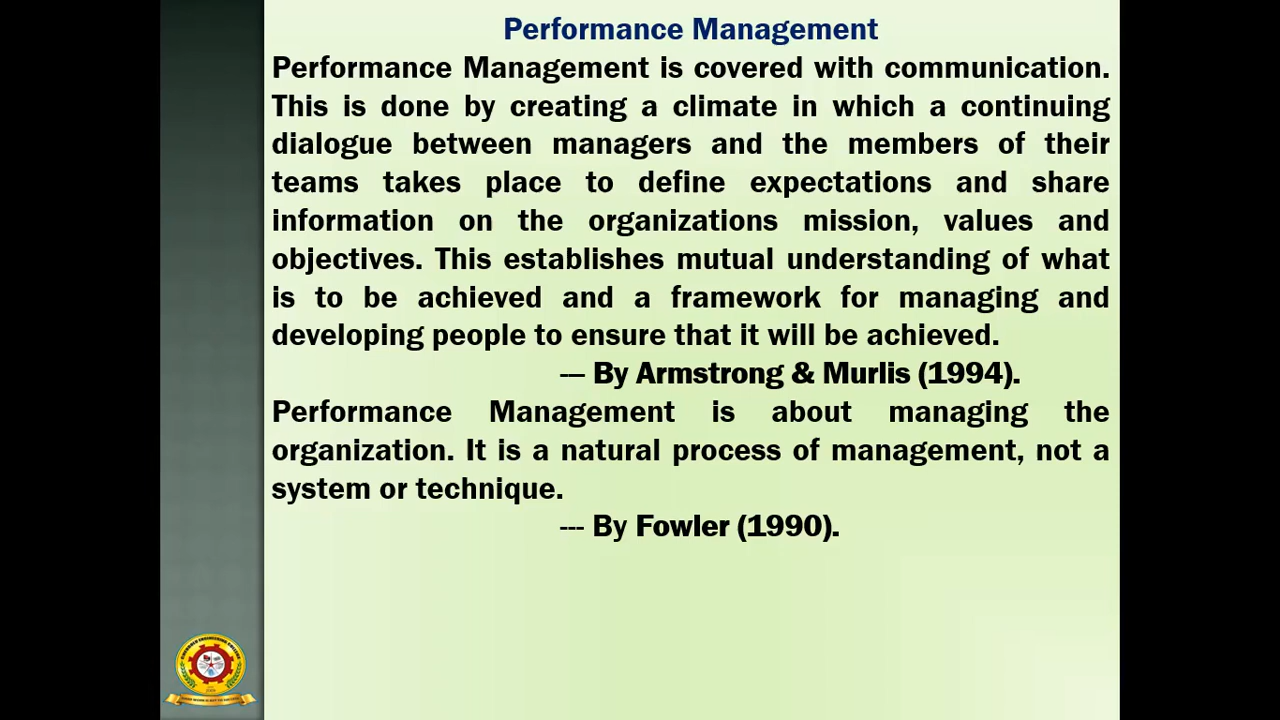 Performance Management
Performance Management is covered with communication.
This is done by creating a climate in which a continuing
dialogue between managers and the members of their
teams takes place to define expectations and share
information on the organizations mission, values and
objectives. This establishes mutual understanding of what
is to be achieved and a framework for managing and
developing people to ensure that it will be achieved.
--- By Armstrong & Murlis (1994).
Performance Management is about managing the
organization. It is a natural process of management, not a
system or technique.
--- By Fowler (1990).